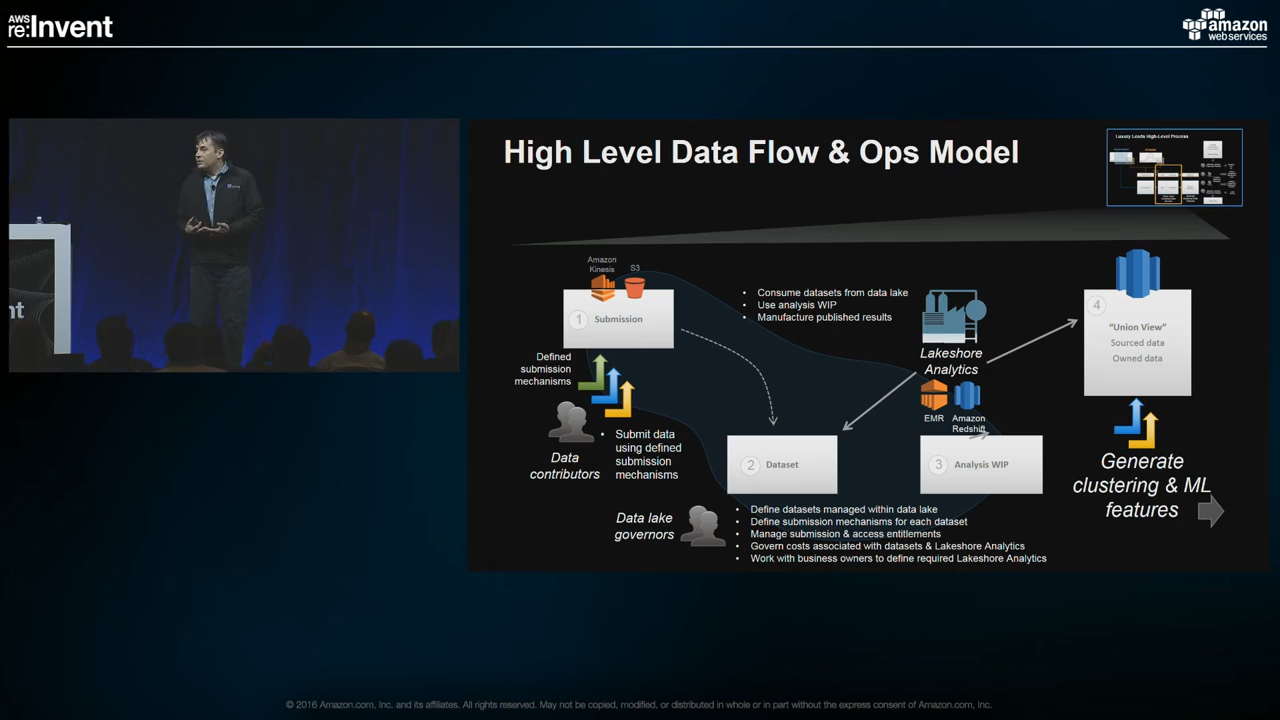 AWS
re:Invent
amazon
web services
High Level Data Flow & Ops Model
Luxury Leads High-Level Process
Amazon
Kinesis
S3
1
Submission
Defined
submission
mechanisms
Data
contributors
• Submit data
using defined
submission
mechanisms
• Consume datasets from data lake
• Use analysis WIP
• Manufacture published results
Lakeshore
Analytics
EMR
Amazon
Redshift
2
Dataset
3
Analysis WIP
4
“Union View”
Sourced data
Owned data
Generate
clustering & ML
features
Data lake
governors
• Define datasets managed within data lake
• Define submission mechanisms for each dataset
• Manage submission & access entitlements
• Govern costs associated with datasets & Lakeshore Analytics
• Work with business owners to define required Lakeshore Analytics
nt
© 2016 Amazon.com, Inc. and its affiliates. All rights reserved. May not be copied, modified, or distributed in whole or in part without the express consent of Amazon.com, Inc.